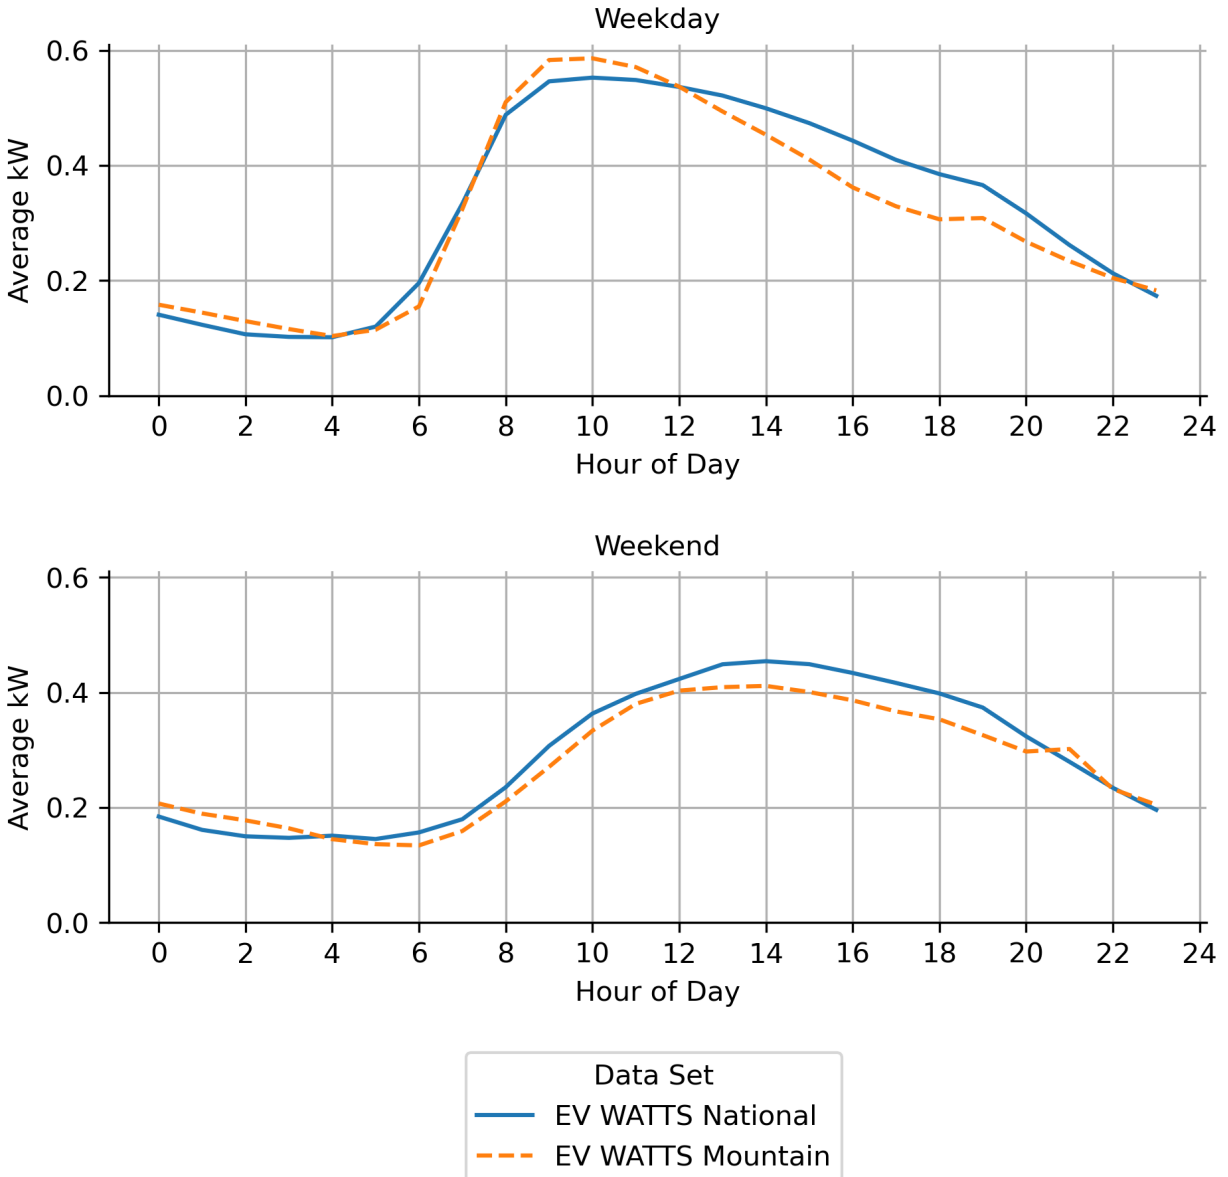 Weekday
Average kW
0.6
0.4
0.2
0.0
0 2 4 6 8 10 12 14 16 18 20 22 24
Hour of Day
Weekend
Average kW
0.6
0.4
0.2
0.0
0 2 4 6 8 10 12 14 16 18 20 22 24
Hour of Day
Data Set
EV WATTS National
EV WATTS Mountain